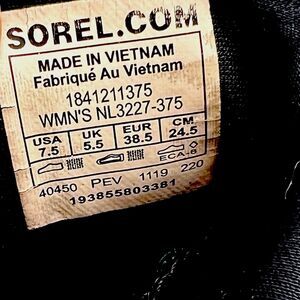 SOREL.COM
MADE IN VIETNAM
Fabriqué Au Vietnam
1841211375
WMN'S NL3227-375
USA UK EUR CM
7.5 5.5 38.5 24.5
ECA+B
40450 PEV 1119 220
193855803381